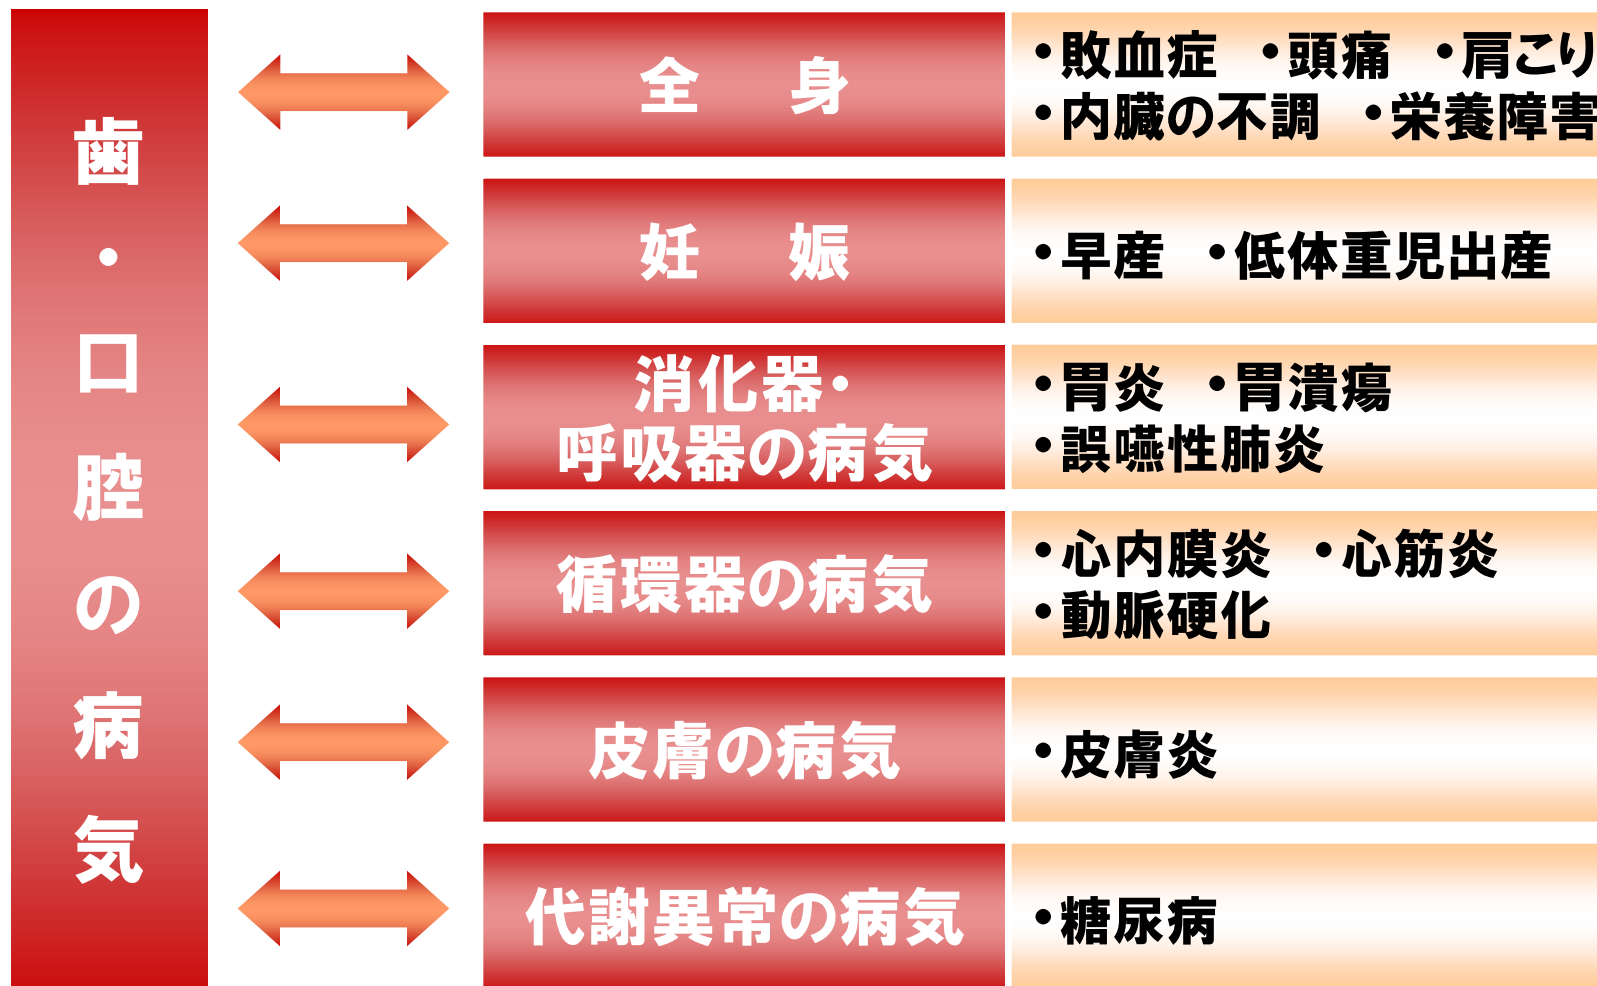 歯・口腔の病気
全　身
・敗血症　・頭痛　・肩こり
・内臓の不調　・栄養障害
妊　娠
・早産　・低体重児出産
消化器・
呼吸器の病気
・胃炎　・胃潰瘍
・誤嚥性肺炎
循環器の病気
・心内膜炎　・心筋炎
・動脈硬化
皮膚の病気
・皮膚炎
代謝異常の病気
・糖尿病